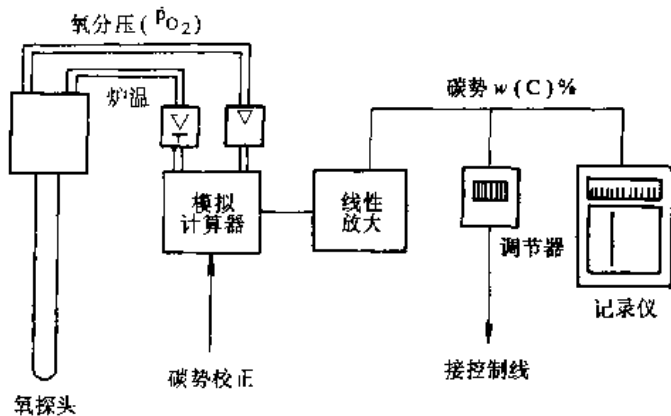 氧分压(PO2)
炉温
碳势 w(C)%
模拟
计算器
线性
放大
调节器
记录仪
碳势校正
接控制线
氧探头